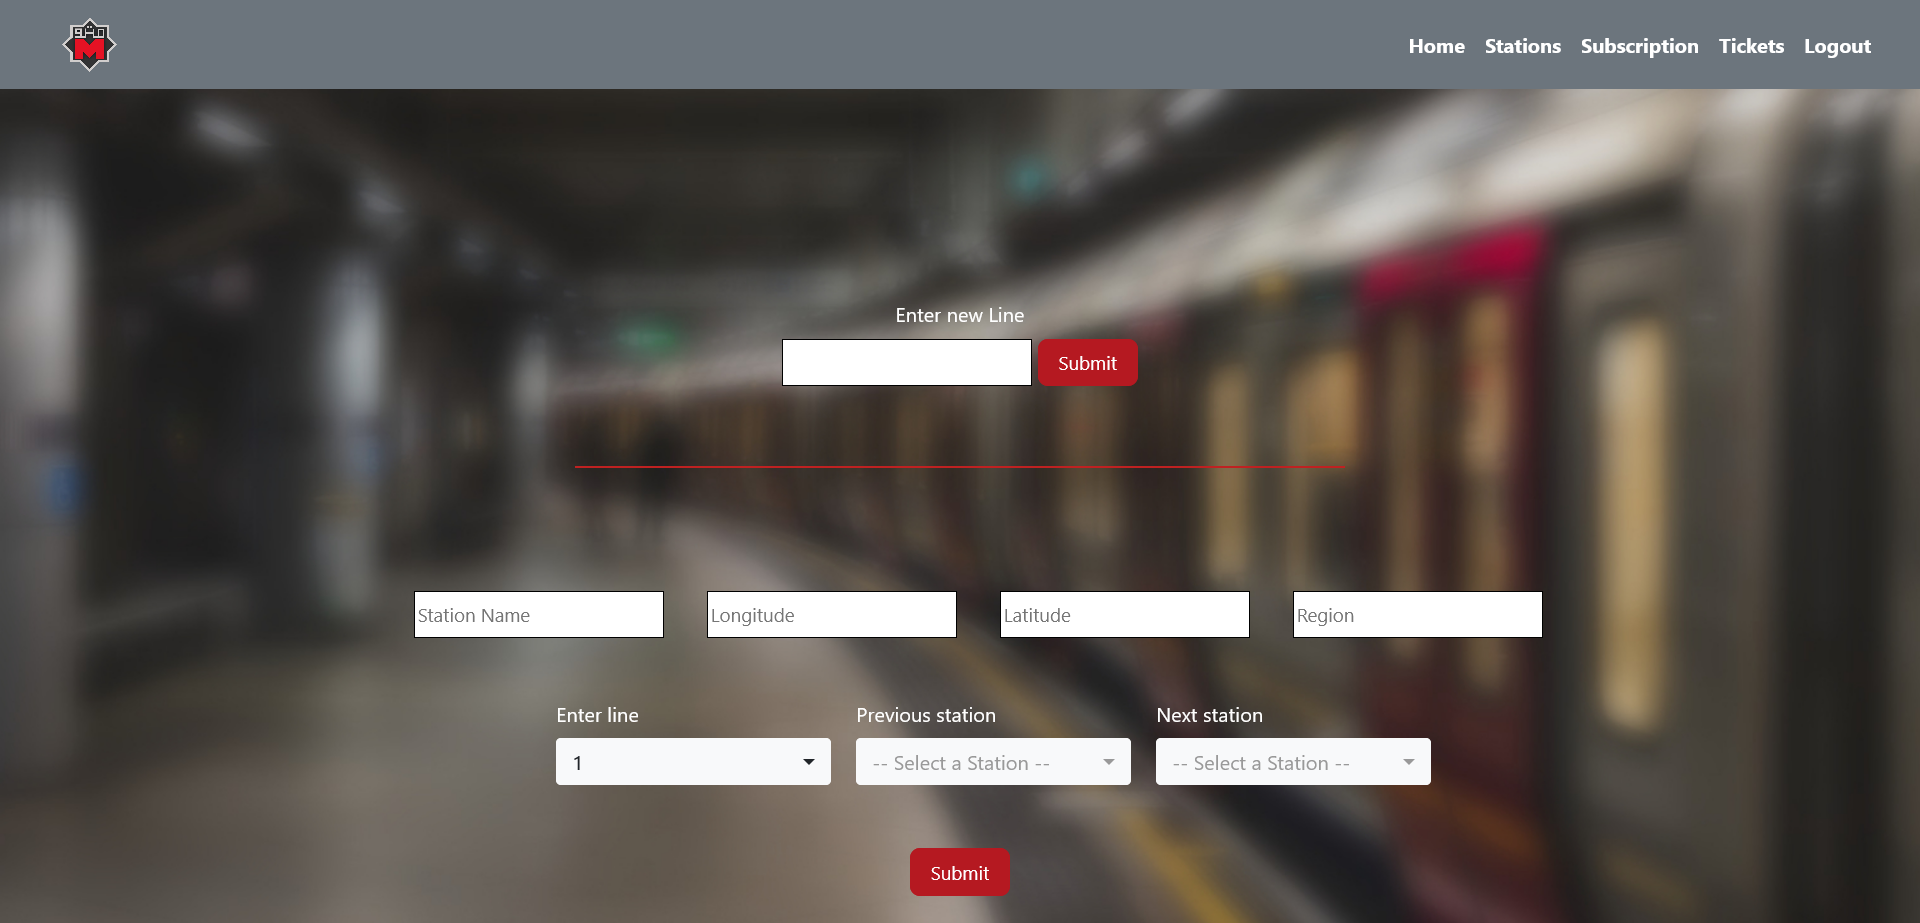 مترو
M
Home Stations Subscription Tickets Logout
Enter new Line
Submit
Station Name Longitude Latitude Region
Enter line Previous station Next station
1 -- Select a Station -- -- Select a Station --
Submit